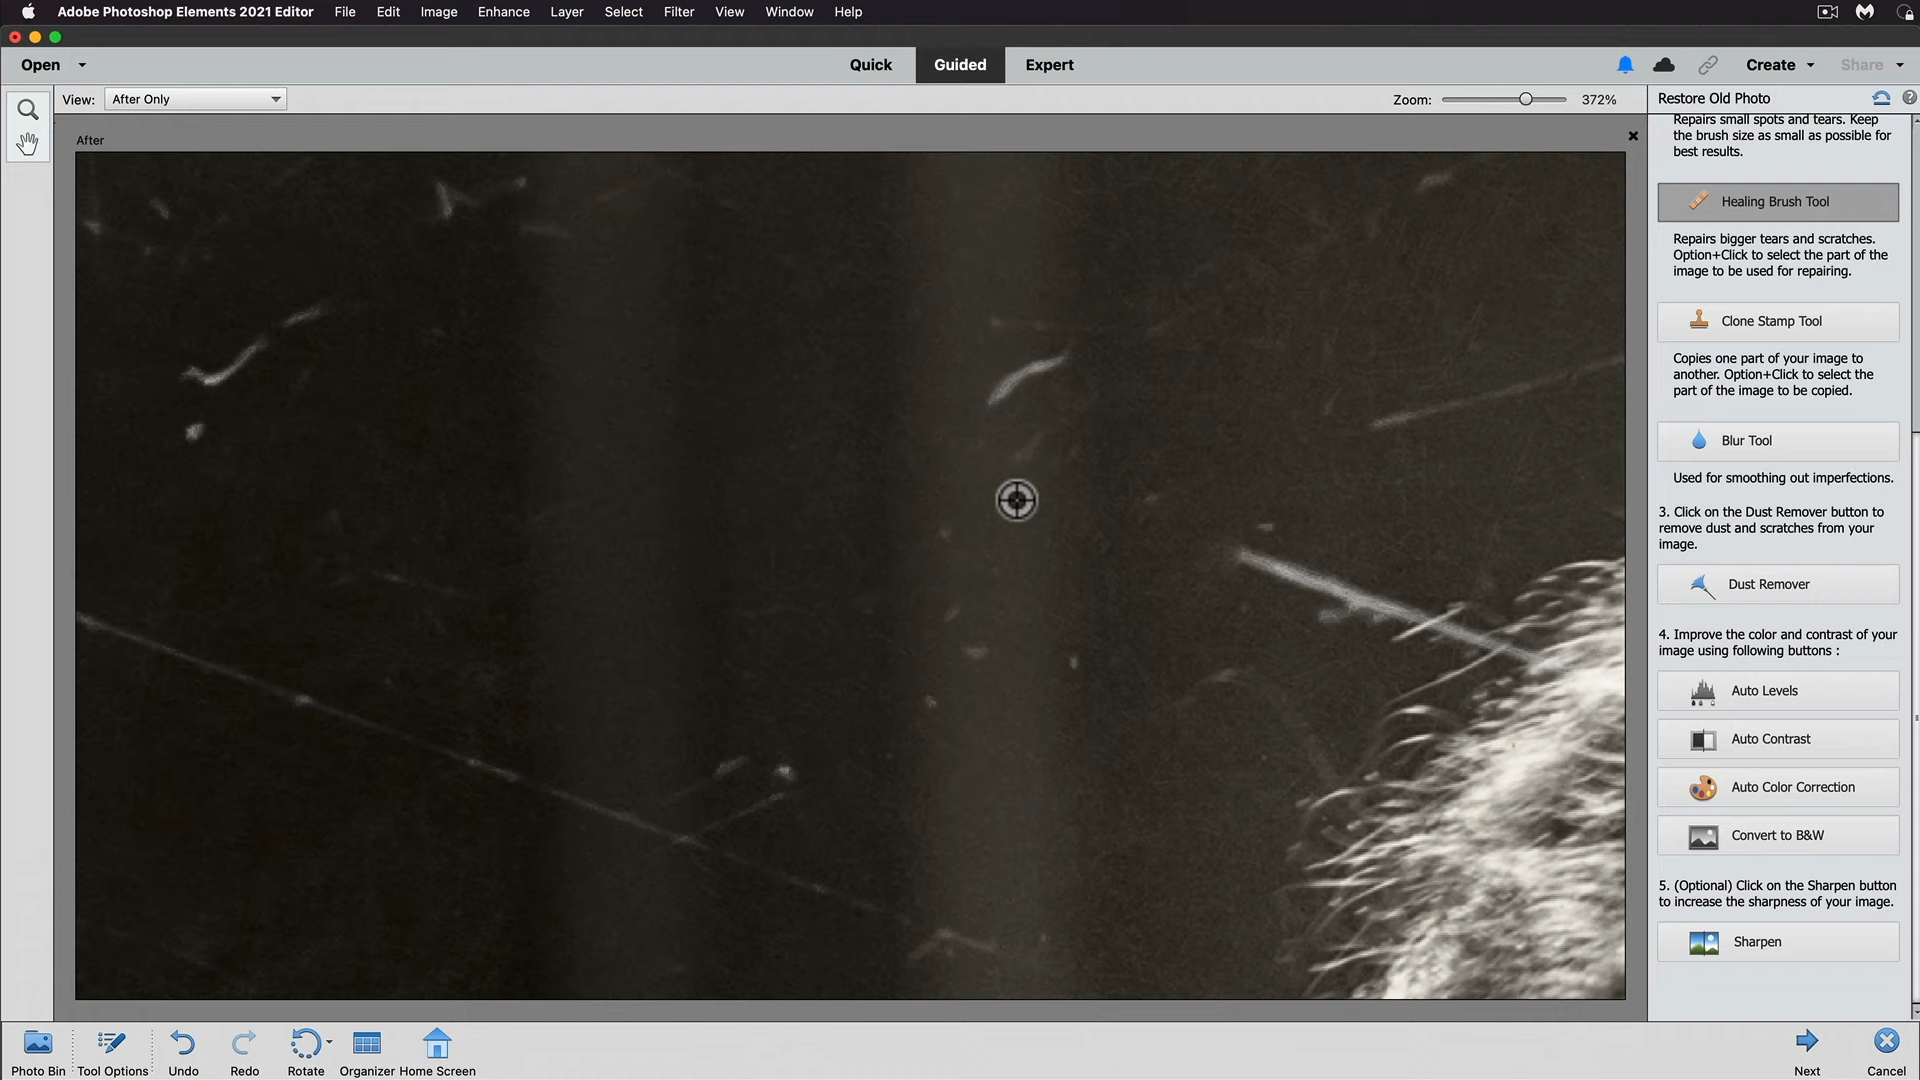 Adobe Photoshop Elements 2021 Editor File Edit Image Enhance Layer Select Filter View Window Help
Open Quick Guided Expert Create Share
View: After Only Zoom: 372% Restore Old Photo
After
Repairs small spots and tears. Keep
the brush size as small as possible for
best results.
Healing Brush Tool
Repairs bigger tears and scratches.
Option+Click to select the part of the
image to be used for repairing.
Clone Stamp Tool
Copies one part of your image to
another. Option+Click to select the
part of the image to be copied.
Blur Tool
Used for smoothing out imperfections.
3. Click on the Dust Remover button to
remove dust and scratches from your
image.
Dust Remover
4. Improve the color and contrast of your
image using following buttons :
Auto Levels
Auto Contrast
Auto Color Correction
Convert to B&W
5. (Optional) Click on the Sharpen button
to increase the sharpness of your image.
Sharpen
Photo Bin Tool Options Undo Redo Rotate Organizer Home Screen Next Cancel